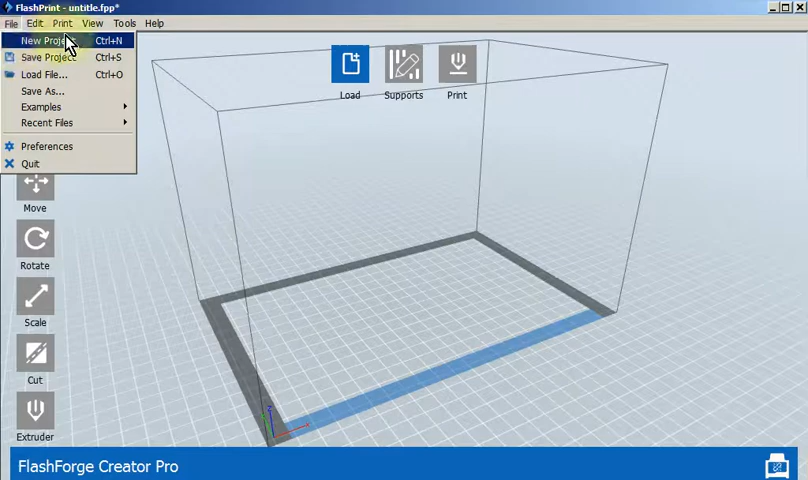 FlashPrint - untitle.fpp*
File Edit Print View Tools Help
New Project Ctrl+N
Save Project Ctrl+S
Load File... Ctrl+O
Save As...
Examples
Recent Files
Preferences
Quit
Load Supports Print
Move
Rotate
Scale
Cut
Extruder
FlashForge Creator Pro